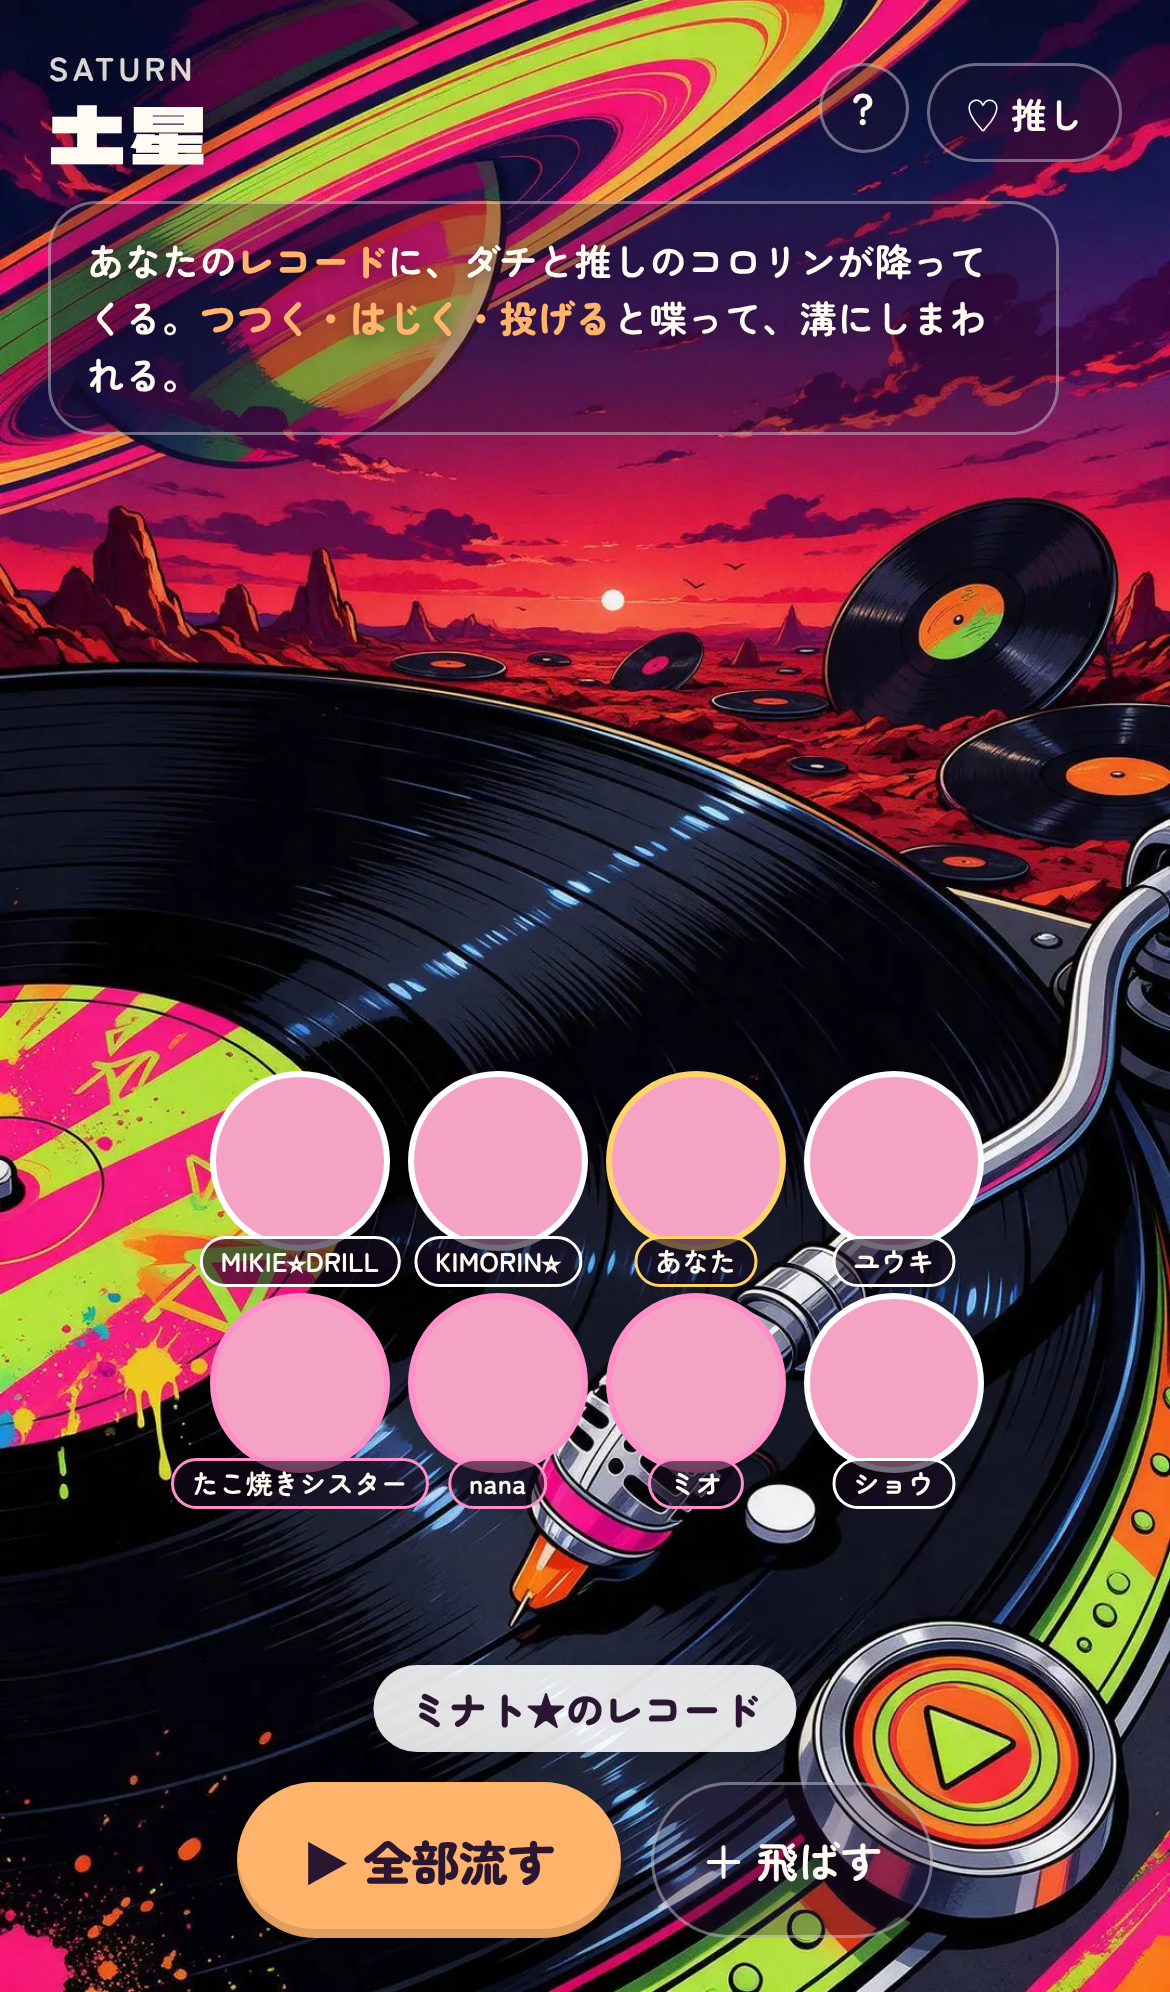 SATURN
土星
?
♡ 推し
あなたのレコードに、ダチと推しのコロリンが降って
くる。つつく・はじく・投げると喋って、溝にしまわ
れる。
MIKIE★DRILL
KIMORIN★
あなた
ユウキ
たこ焼きシスター
nana
ミオ
ショウ
ミナト★のレコード
▶ 全部流す
＋ 飛ばす